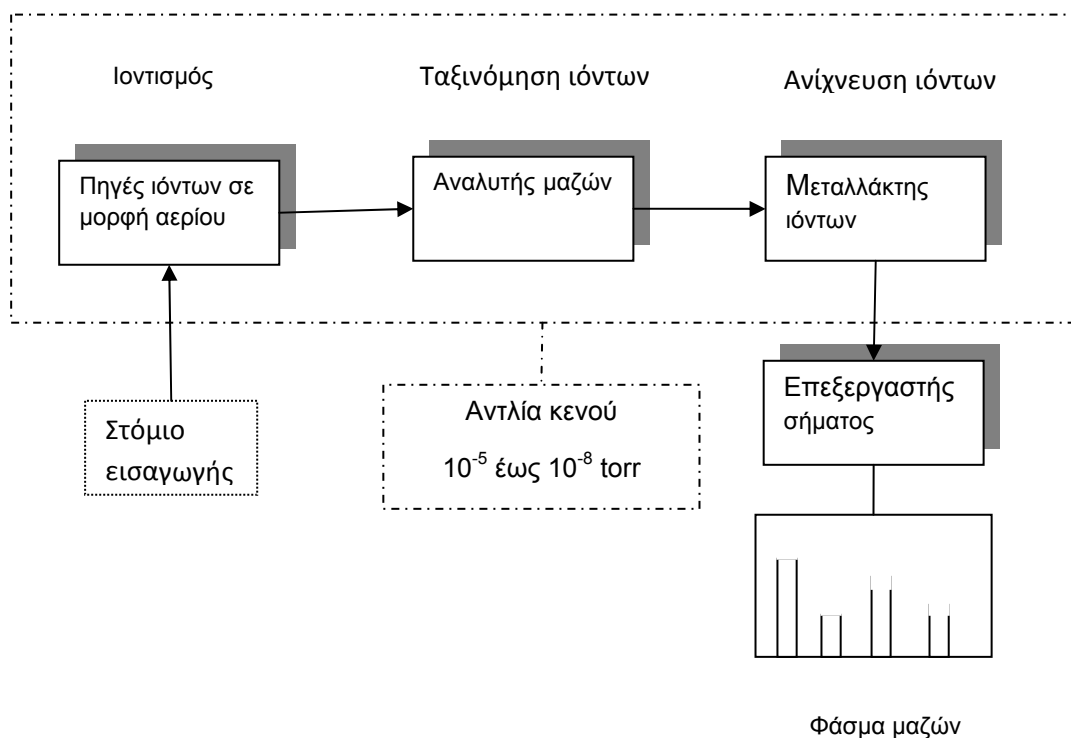 Ιοντισμός
Ταξινόμηση ιόντων
Ανίχνευση ιόντων
Πηγές ιόντων σε
μορφή αερίου
Αναλυτής μαζών
Μεταλλάκτης
ιόντων
Στόμιο
εισαγωγής
Αντλία κενού
10⁻⁵ έως 10⁻⁸ torr
Επεξεργαστής
σήματος
Φάσμα μαζών